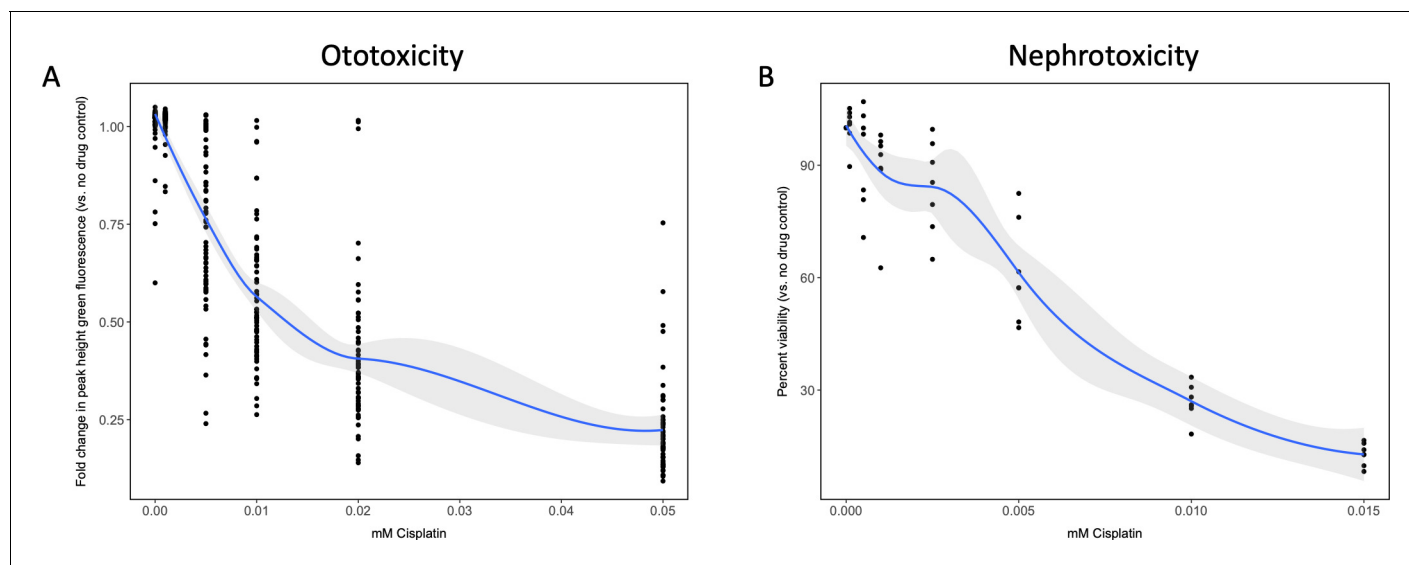 Ototoxicity
A
Fold change in peak height green fluorescence (vs. no drug control)
1.00
0.75
0.50
0.25
0.00
0.01
0.02
0.03
0.04
0.05
mM Cisplatin
Nephrotoxicity
B
Percent viability (vs. no drug control)
90
60
30
0.000
0.005
0.010
0.015
mM Cisplatin